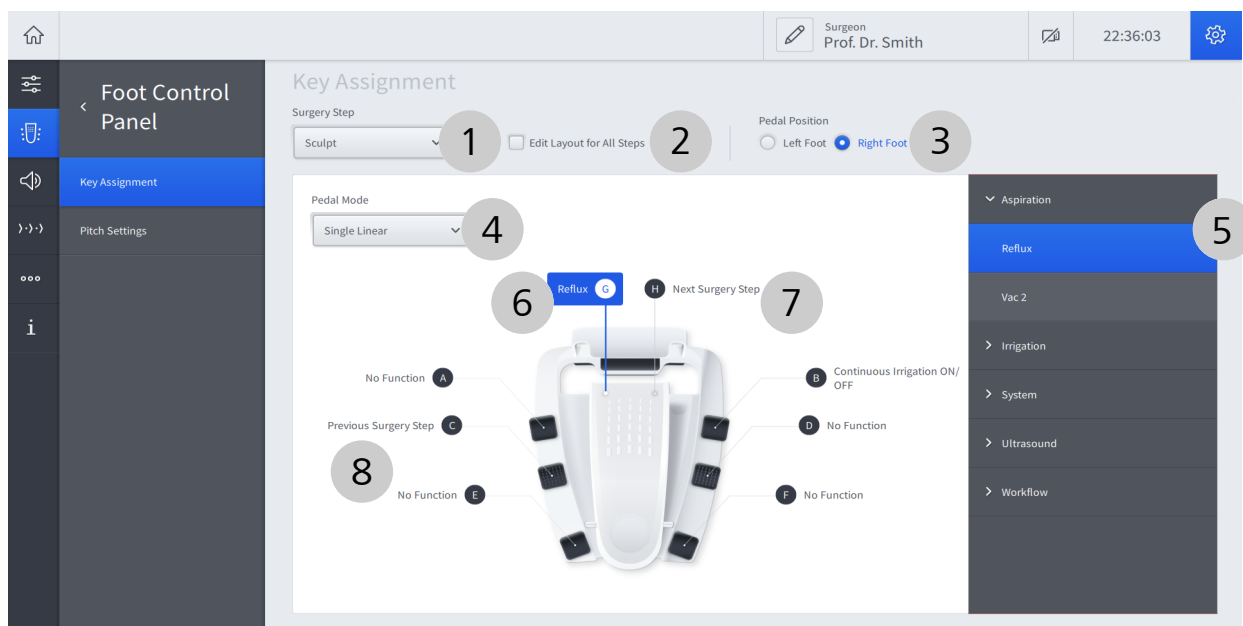 Surgeon
Prof. Dr. Smith
22:36:03
Foot Control
Panel
Key Assignment
Pitch Settings
i
Key Assignment
Surgery Step
Sculpt
1
Edit Layout for All Steps
2
Pedal Position
Left Foot
Right Foot
3
Pedal Mode
Single Linear
4
Aspiration
5
Reflux
Vac 2
Irrigation
System
Ultrasound
Workflow
6
Reflux G
H Next Surgery Step
7
No Function A
B Continuous Irrigation ON/
OFF
Previous Surgery Step C
D No Function
8
No Function E
F No Function